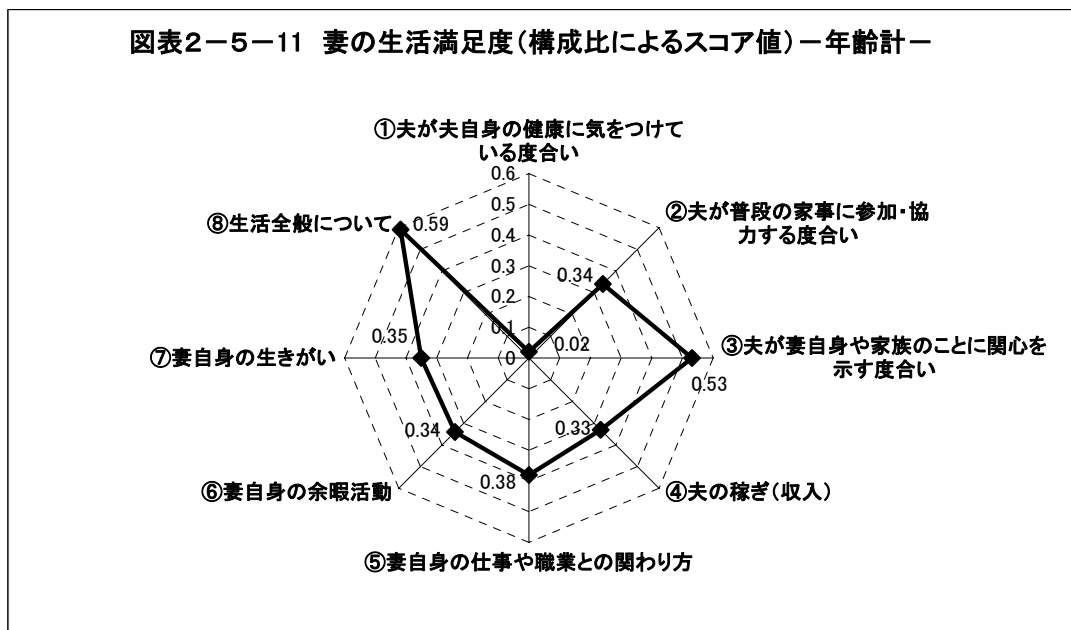 図表2-5-11 妻の生活満足度(構成比によるスコア値)-年齢計-
①夫が夫自身の健康に気をつけて
いる度合い
②夫が普段の家事に参加・協
力する度合い
③夫が妻自身や家族のことに関心を
示す度合い
④夫の稼ぎ(収入)
⑤妻自身の仕事や職業との関わり方
⑥妻自身の余暇活動
⑦妻自身の生きがい
⑧生活全般について
0.6
0.5
0.4
0.3
0.2
0.1
0
0.02
0.34
0.53
0.33
0.38
0.34
0.35
0.59